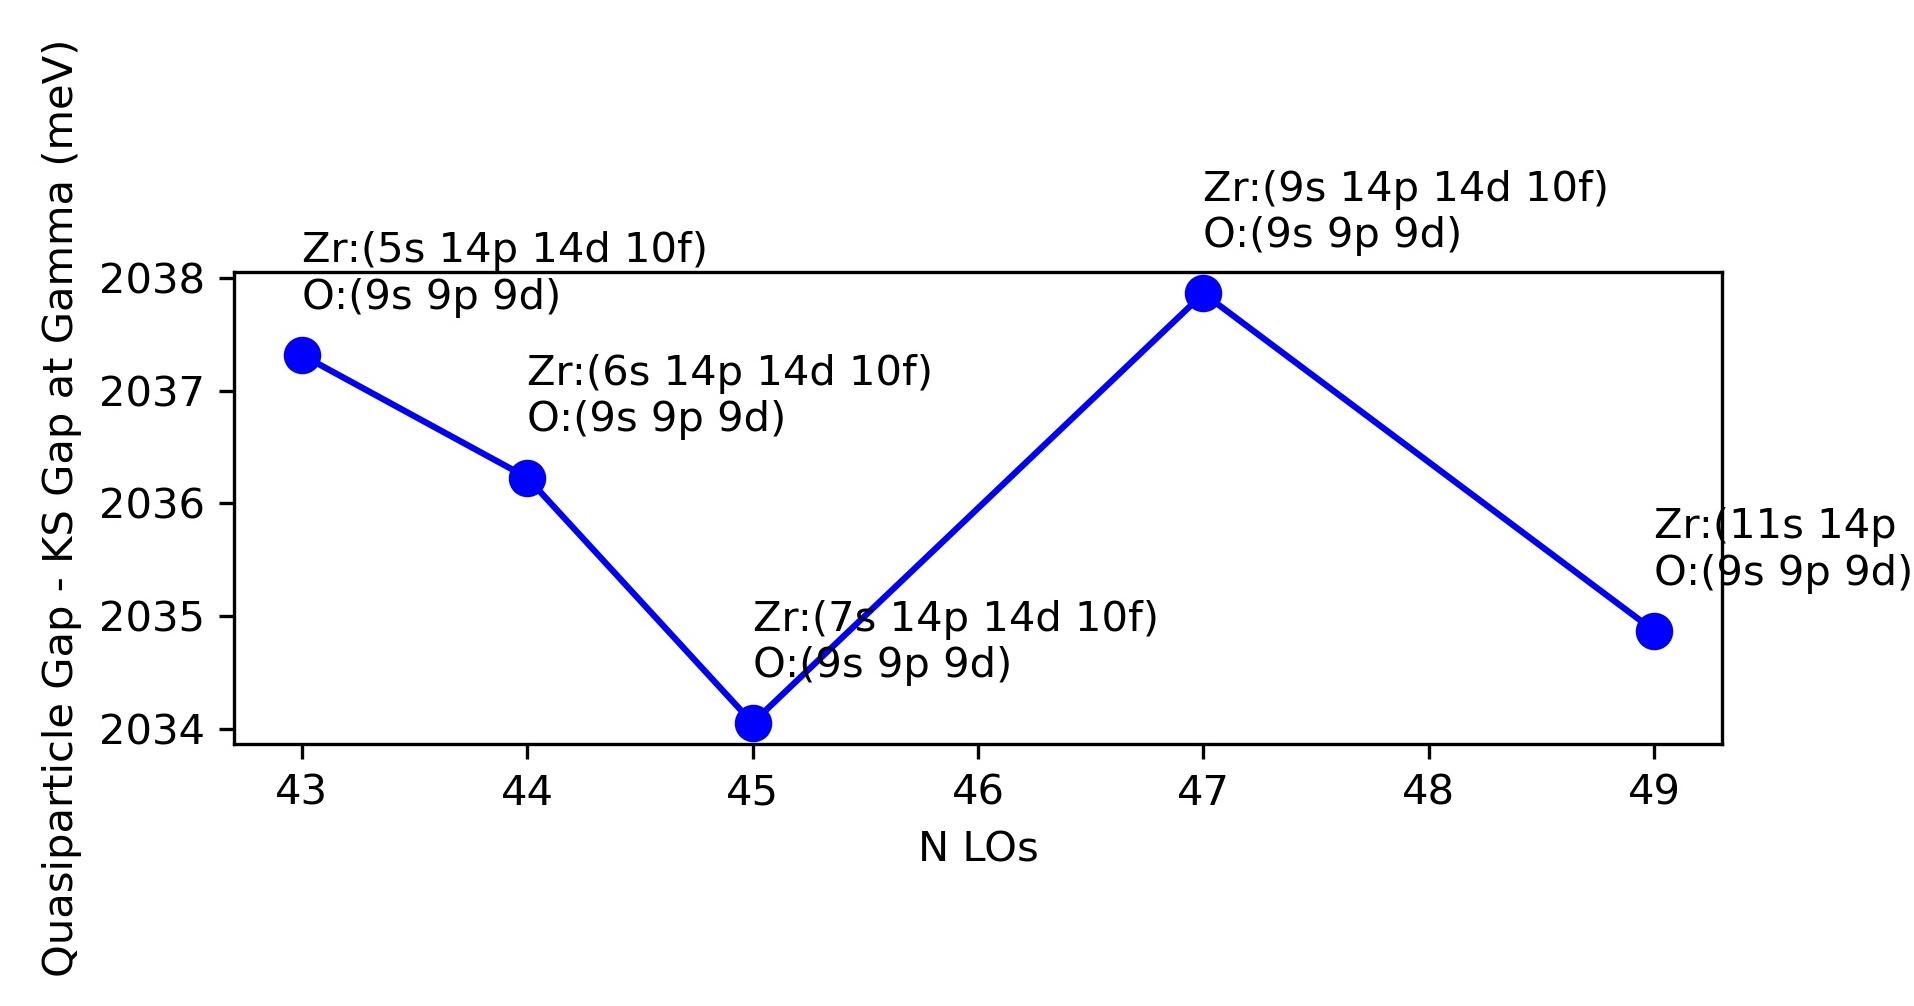 Quasiparticle Gap - KS Gap at Gamma (meV)
Zr:(9s 14p 14d 10f)
O:(9s 9p 9d)
Zr:(5s 14p 14d 10f)
O:(9s 9p 9d)
2038
Zr:(6s 14p 14d 10f)
O:(9s 9p 9d)
2037
2036
Zr:(11s 14p
O:(9s 9p 9d)
2035
Zr:(7s 14p 14d 10f)
O:(9s 9p 9d)
2034
43 44 45 46 47 48 49
N LOs